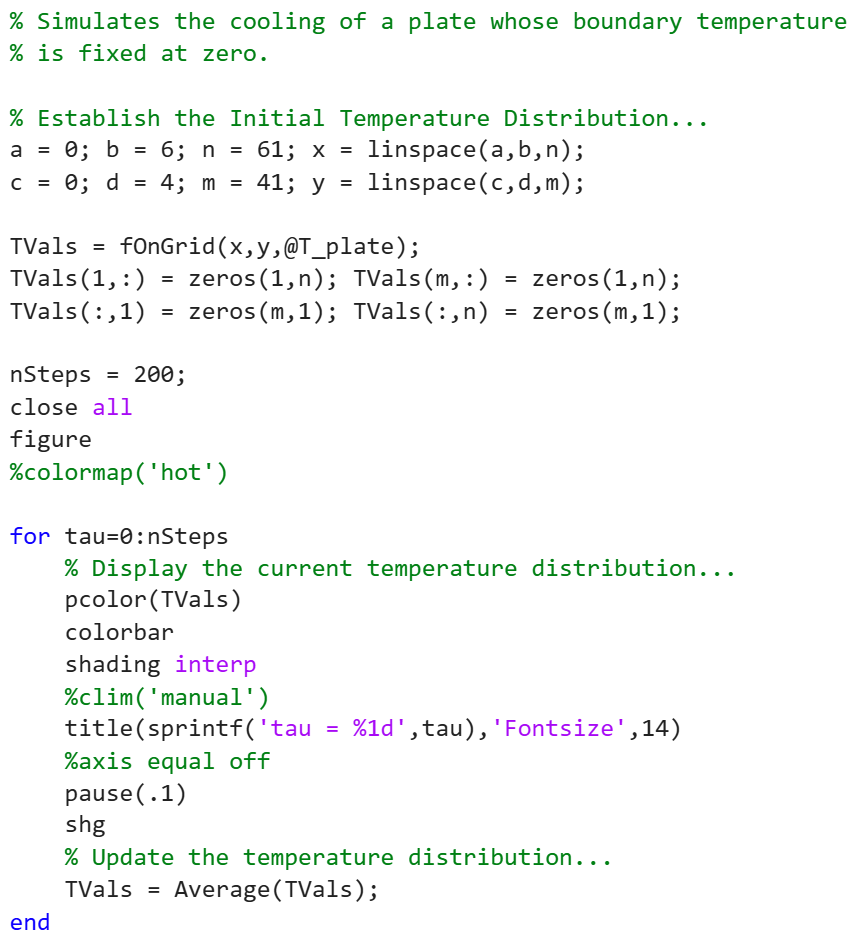 % Simulates the cooling of a plate whose boundary temperature
% is fixed at zero.

% Establish the Initial Temperature Distribution...
a = 0; b = 6; n = 61; x = linspace(a,b,n);
c = 0; d = 4; m = 41; y = linspace(c,d,m);

TVals = fOnGrid(x,y,@T_plate);
TVals(1,:) = zeros(1,n); TVals(m,:) = zeros(1,n);
TVals(:,1) = zeros(m,1); TVals(:,n) = zeros(m,1);

nSteps = 200;
close all
figure
%colormap('hot')

for tau=0:nSteps
    % Display the current temperature distribution...
    pcolor(TVals)
    colorbar
    shading interp
    %clim('manual')
    title(sprintf('tau = %1d',tau),'Fontsize',14)
    %axis equal off
    pause(.1)
    shg
    % Update the temperature distribution...
    TVals = Average(TVals);
end